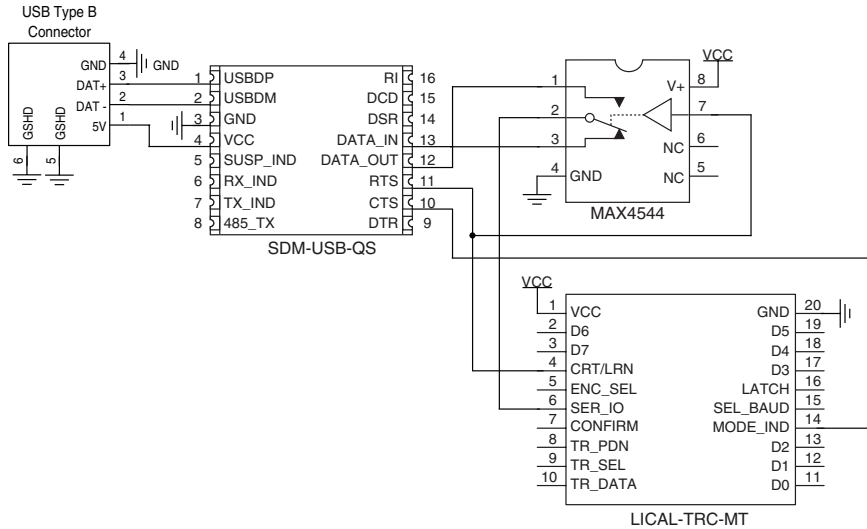 USB Type B
Connector
GND 4 GND
DAT+ 3
DAT - 2
5V 1
GSHD GSHD
6 5
1 USBDP RI 16
2 USBDM DCD 15
3 GND DSR 14
4 VCC DATA_IN 13
5 SUSP_IND DATA_OUT 12
6 RX_IND RTS 11
7 TX_IND CTS 10
8 485_TX DTR 9
SDM-USB-QS
VCC
1 V+ 8
2 7
3 NC 6
4 GND NC 5
MAX4544
VCC
1 VCC GND 20
2 D6 D5 19
3 D7 D4 18
4 CRT/LRN D3 17
5 ENC_SEL LATCH 16
6 SER_IO SEL_BAUD 15
7 CONFIRM MODE_IND 14
8 TR_PDN D2 13
9 TR_SEL D1 12
10 TR_DATA D0 11
LICAL-TRC-MT